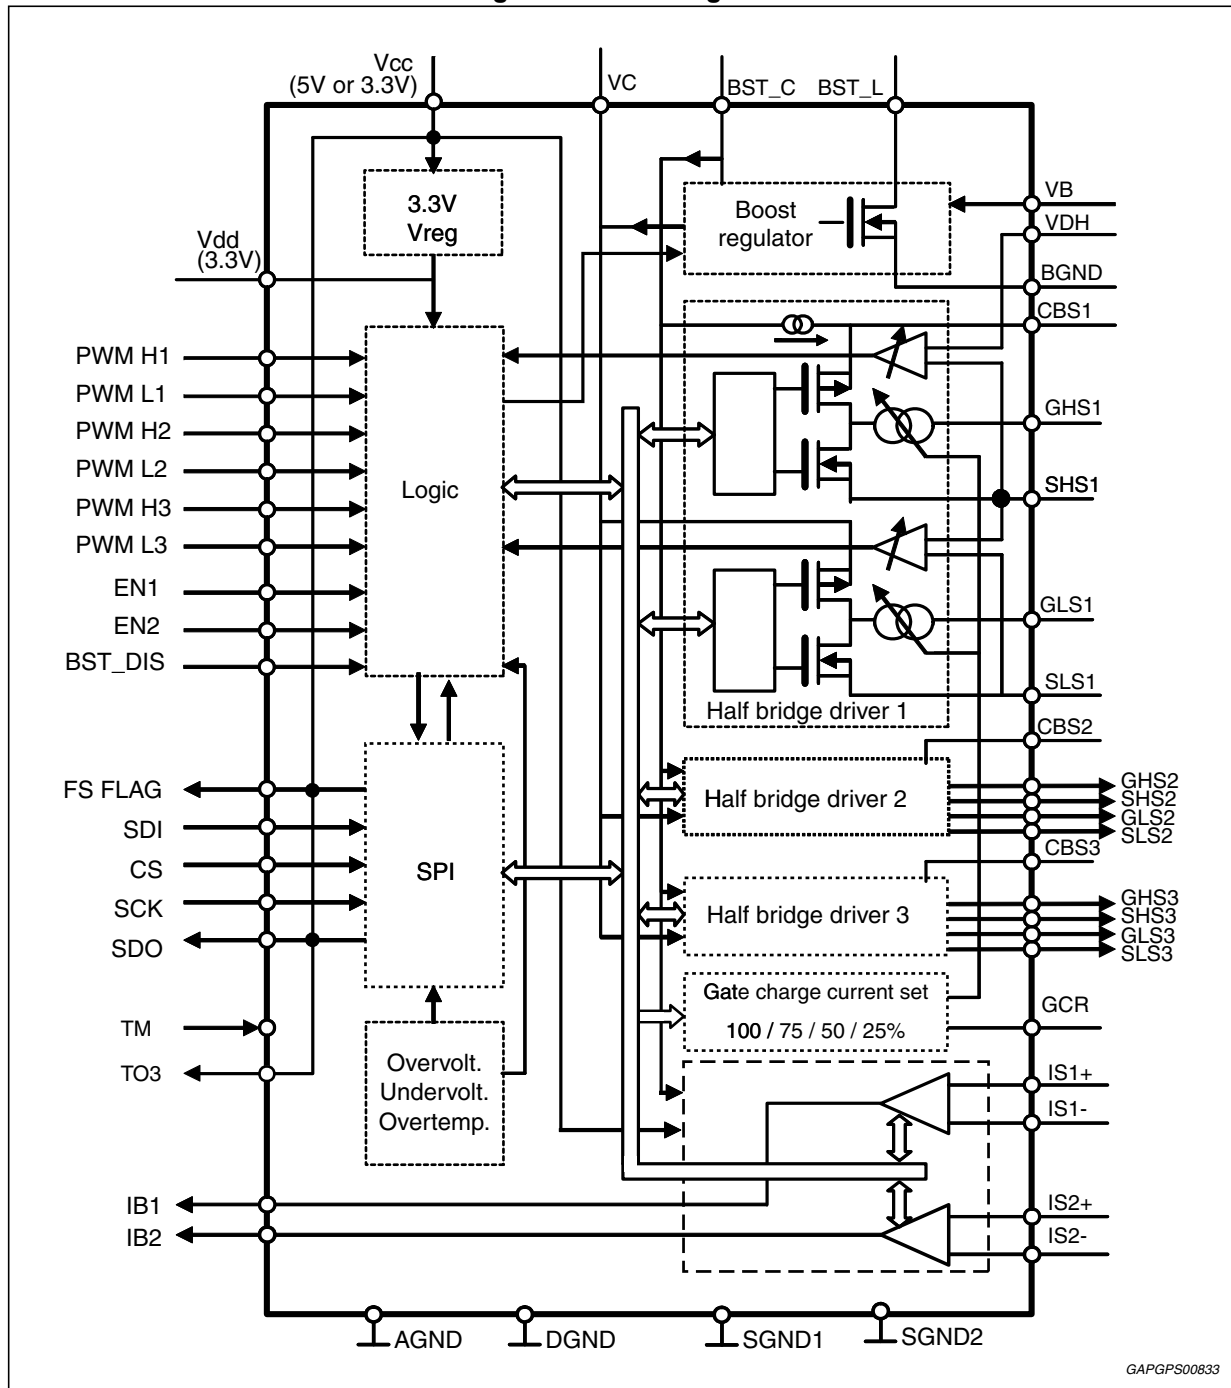 Vcc
(5V or 3.3V)
VC
BST_C
BST_L
3.3V
Vreg
Boost
regulator
VB
VDH
BGND
CBS1
Vdd
(3.3V)
PWM H1
PWM L1
PWM H2
PWM L2
PWM H3
PWM L3
EN1
EN2
BST_DIS
Logic
GHS1
SHS1
GLS1
SLS1
Half bridge driver 1
CBS2
FS FLAG
SDI
CS
SCK
SDO
SPI
Half bridge driver 2
GHS2
SHS2
GLS2
SLS2
CBS3
Half bridge driver 3
GHS3
SHS3
GLS3
SLS3
Gate charge current set
100 / 75 / 50 / 25%
GCR
TM
TO3
Overvolt.
Undervolt.
Overtemp.
IS1+
IS1-
IB1
IB2
IS2+
IS2-
AGND
DGND
SGND1
SGND2
GAPGPS00833